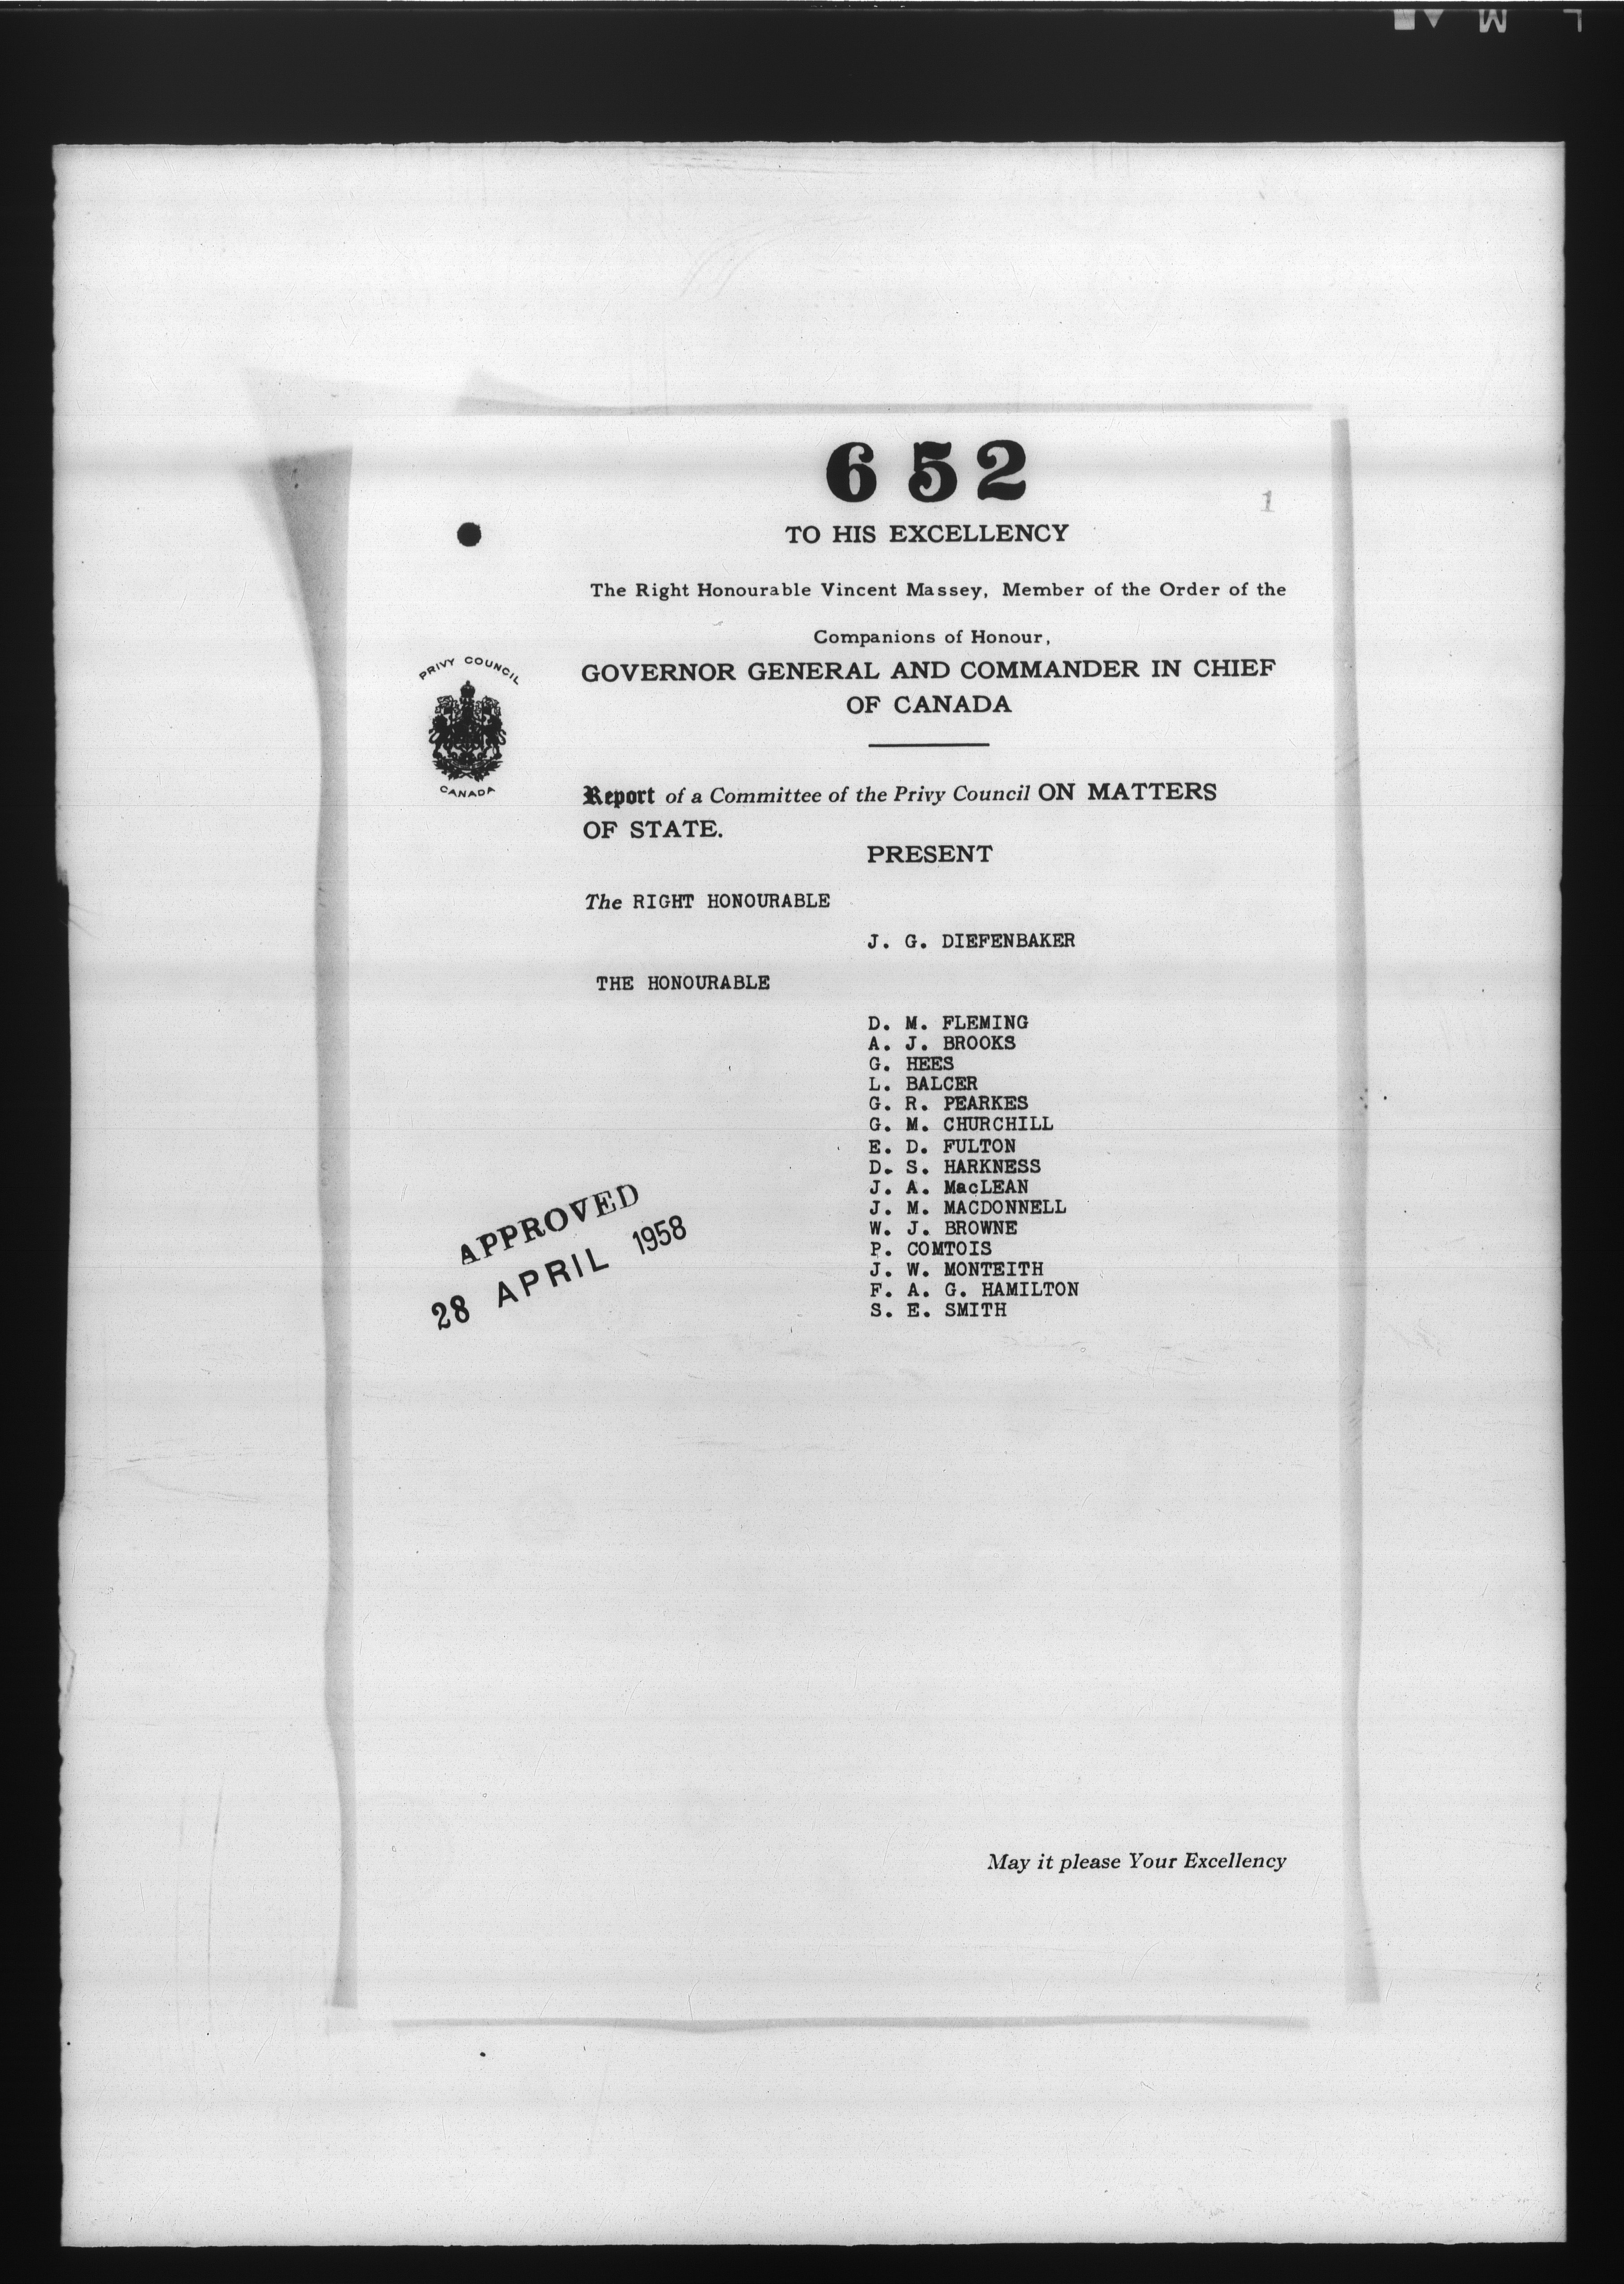 L M
652
1
TO HIS EXCELLENCY
The Right Honourable Vincent Massey, Member of the Order of the
Companions of Honour,
GOVERNOR GENERAL AND COMMANDER IN CHIEF
OF CANADA
PRIVY COUNCIL
CANADA
Report of a Committee of the Privy Council ON MATTERS
OF STATE.
PRESENT
The RIGHT HONOURABLE
J. G. DIEFENBAKER
THE HONOURABLE
D. M. FLEMING
A. J. BROOKS
G. HEES
L. BALCER
G. R. PEARKES
G. M. CHURCHILL
E. D. FULTON
D. S. HARKNESS
J. A. MacLEAN
J. M. MACDONNELL
W. J. BROWNE
P. COMTOIS
J. W. MONTEITH
F. A. G. HAMILTON
S. E. SMITH
APPROVED
28 APRIL 1958
May it please Your Excellency